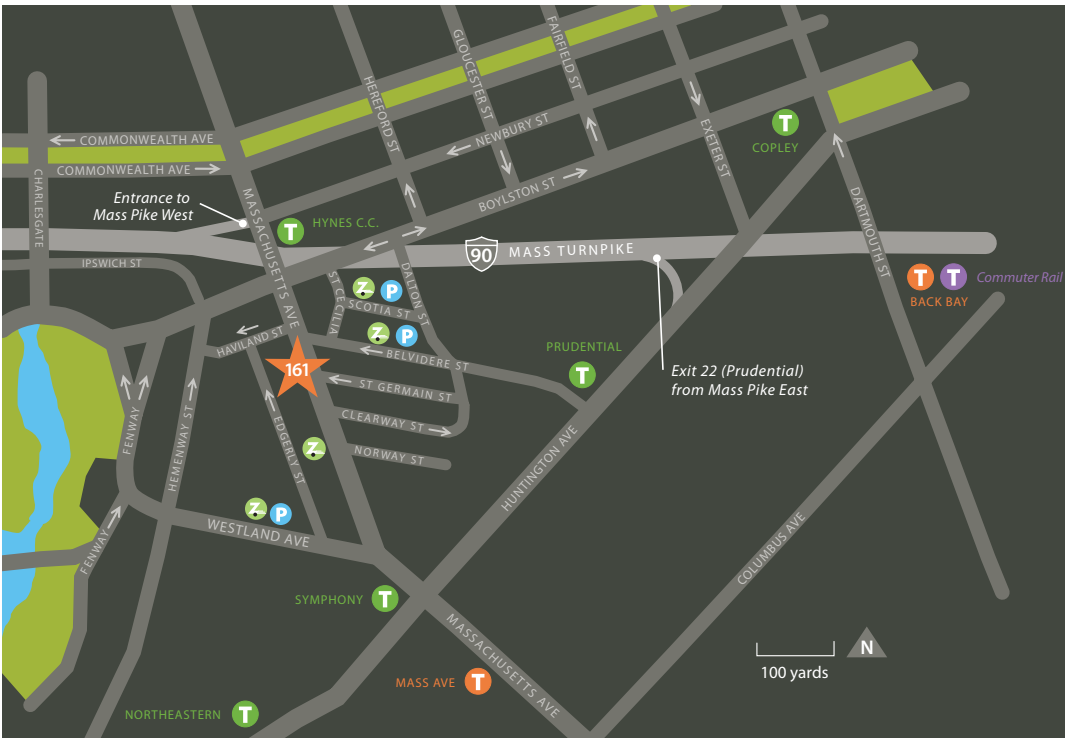 HEREFORD ST
GLOUCESTER ST
FAIRFIELD ST
NEWBURY ST
EXETER ST
T
COPLEY
COMMONWEALTH AVE
COMMONWEALTH AVE
CHARLESGATE
MASSACHUSETTS AVE
Entrance to
Mass Pike West
T
HYNES C.C.
BOYLSTON ST
DARTMOUTH ST
90
MASS TURNPIKE
IPSWICH ST
T
T
Commuter Rail
BACK BAY
ST CECILIA
Z
P
SCOTIA ST
DALTON ST
Z
P
HAVILAND ST
BELVIDERE ST
PRUDENTIAL
T
161
Exit 22 (Prudential)
from Mass Pike East
ST GERMAIN ST
CLEARWAY ST
NORWAY ST
FENWAY
HEMENWAY ST
EDGERLY ST
Z
HUNTINGTON AVE
Z
P
WESTLAND AVE
FENWAY
COLUMBUS AVE
SYMPHONY
T
MASSACHUSETTS AVE
N
100 yards
MASS AVE
T
NORTHEASTERN
T